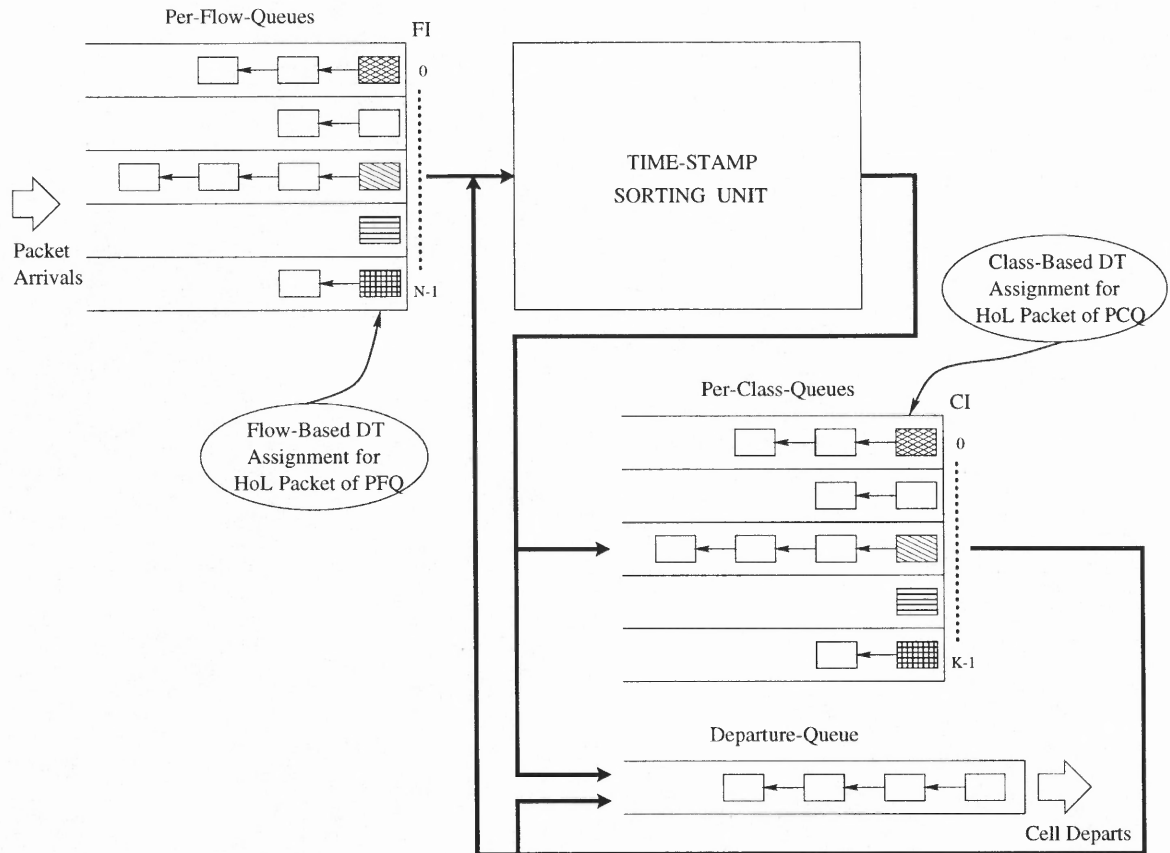 Per-Flow-Queues
FI
0
N-1
Packet
Arrivals
TIME-STAMP
SORTING UNIT
Flow-Based DT
Assignment for
HoL Packet of PFQ
Class-Based DT
Assignment for
HoL Packet of PCQ
Per-Class-Queues
CI
0
K-1
Departure-Queue
Cell Departs